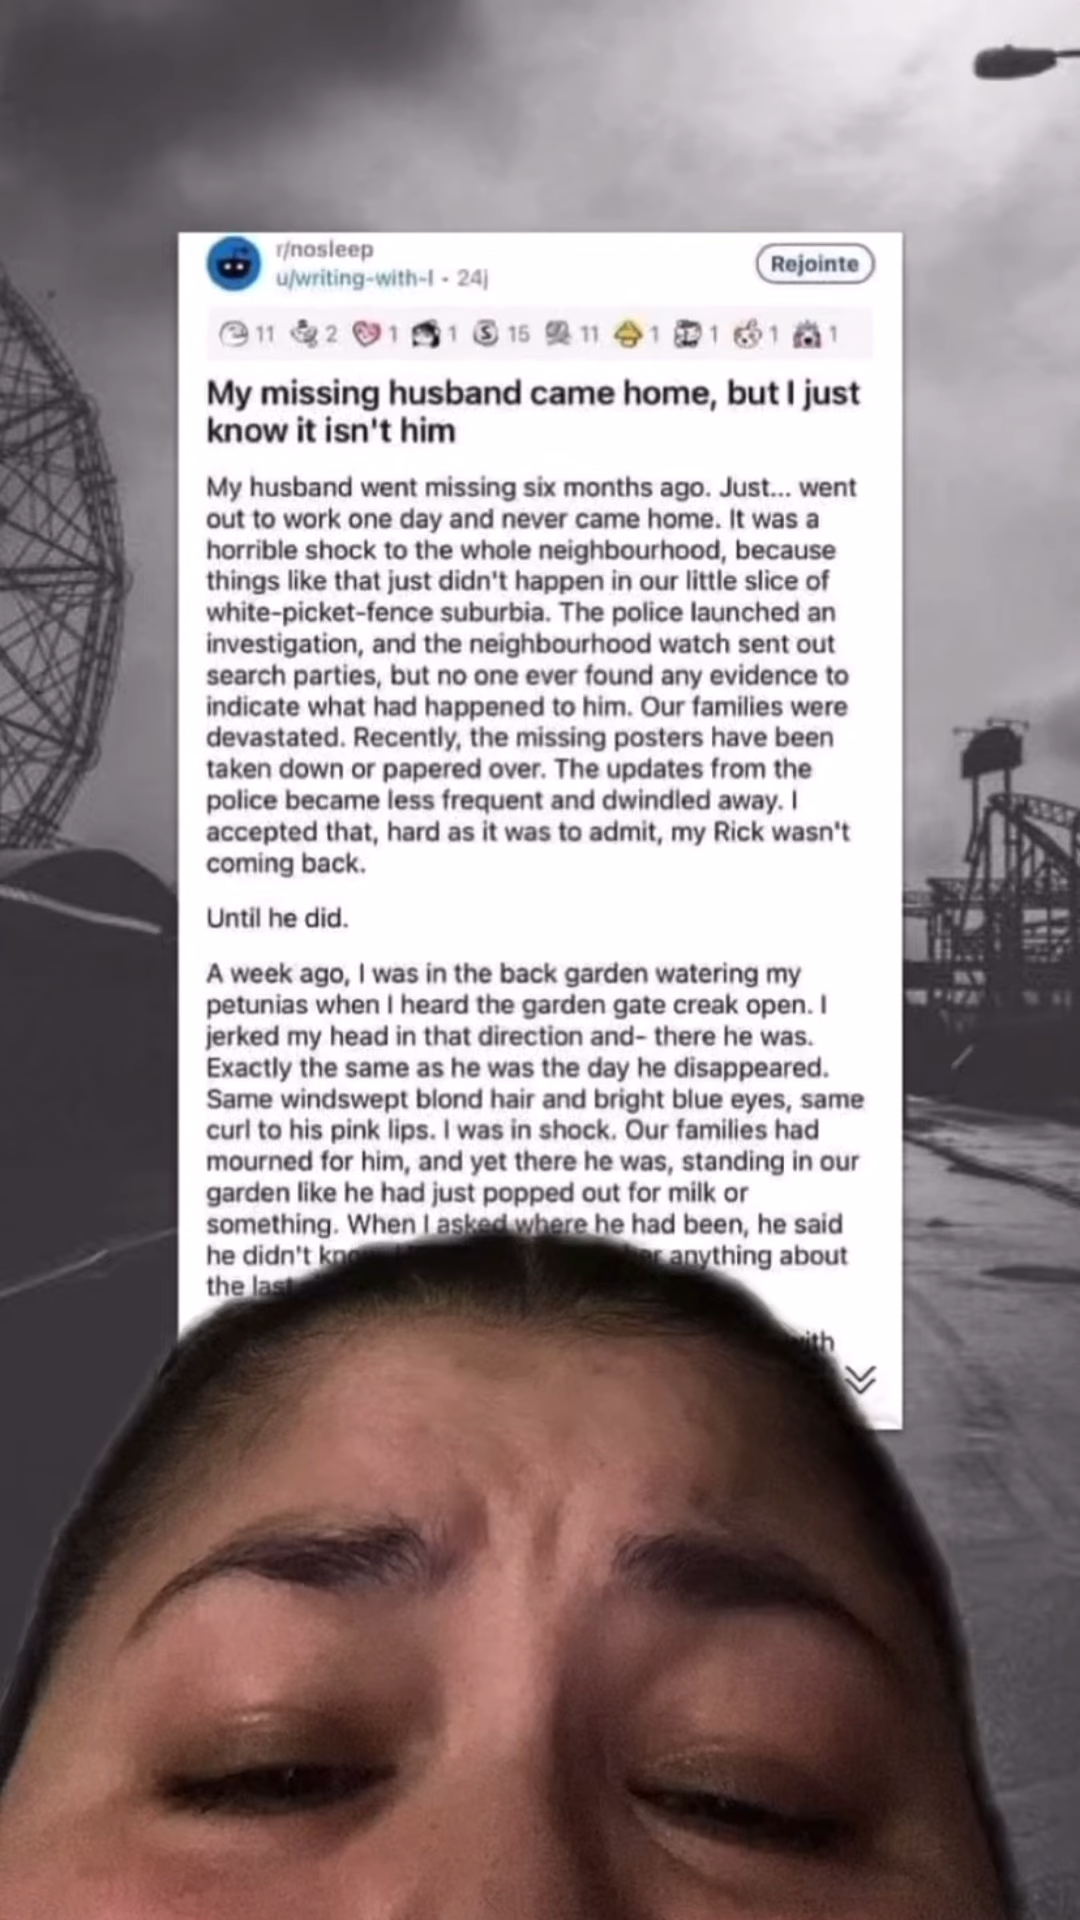 r/nosleep
u/writing-with-l • 24j
Rejointe
11 2 1 1 15 11 1 1 1 1
My missing husband came home, but I just
know it isn't him
My husband went missing six months ago. Just... went
out to work one day and never came home. It was a
horrible shock to the whole neighbourhood, because
things like that just didn't happen in our little slice of
white-picket-fence suburbia. The police launched an
investigation, and the neighbourhood watch sent out
search parties, but no one ever found any evidence to
indicate what had happened to him. Our families were
devastated. Recently, the missing posters have been
taken down or papered over. The updates from the
police became less frequent and dwindled away. I
accepted that, hard as it was to admit, my Rick wasn't
coming back.
Until he did.
A week ago, I was in the back garden watering my
petunias when I heard the garden gate creak open. I
jerked my head in that direction and- there he was.
Exactly the same as he was the day he disappeared.
Same windswept blond hair and bright blue eyes, same
curl to his pink lips. I was in shock. Our families had
mourned for him, and yet there he was, standing in our
garden like he had just popped out for milk or
something. When I asked where he had been, he said
he didn't anything about
the last